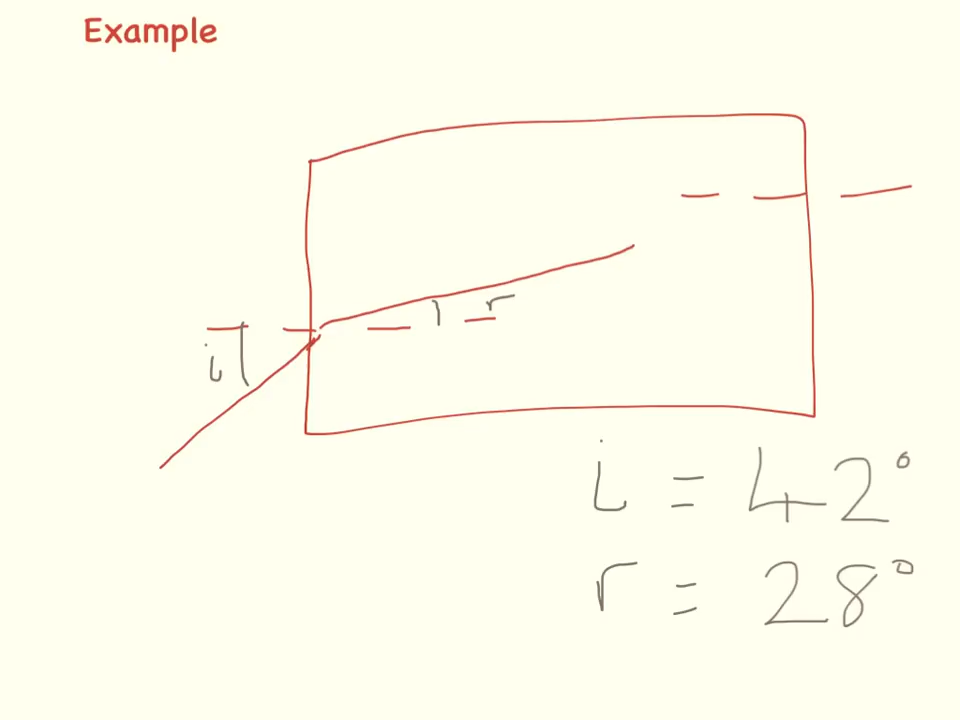 Example
r
i
i = 42°
r = 28°